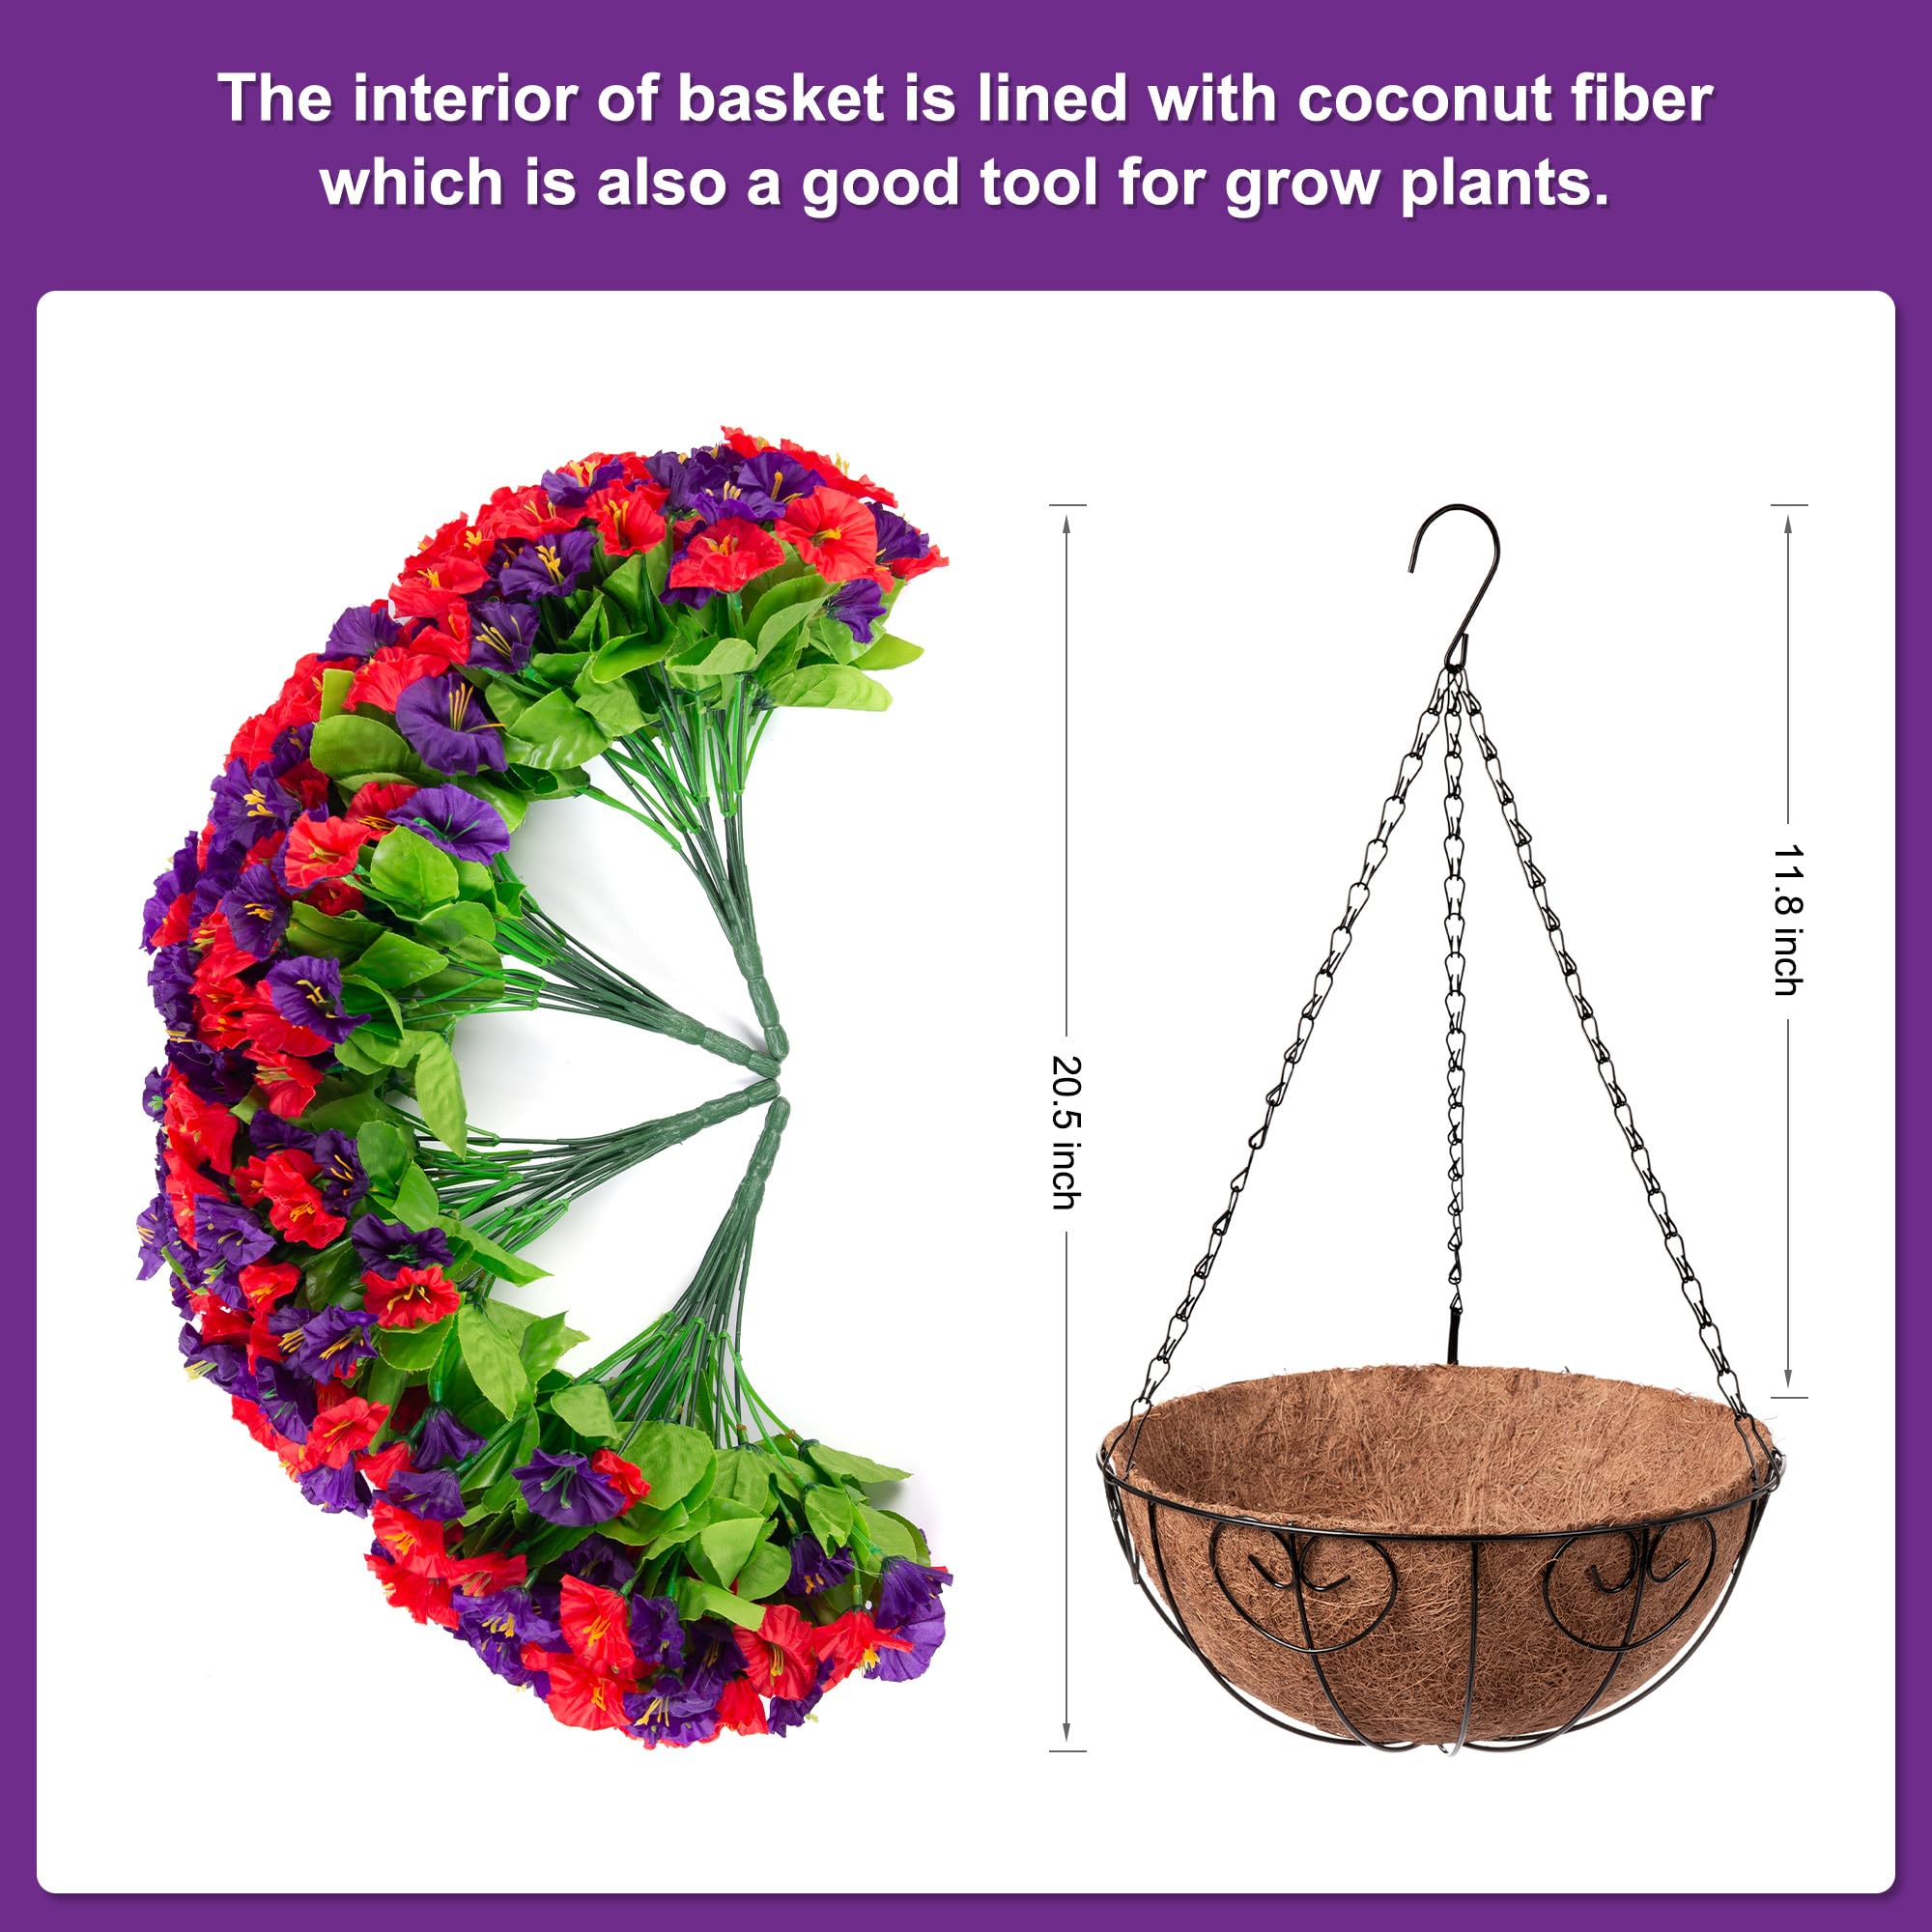 The interior of basket is lined with coconut fiber
which is also a good tool for grow plants.
20.5 inch
11.8 inch